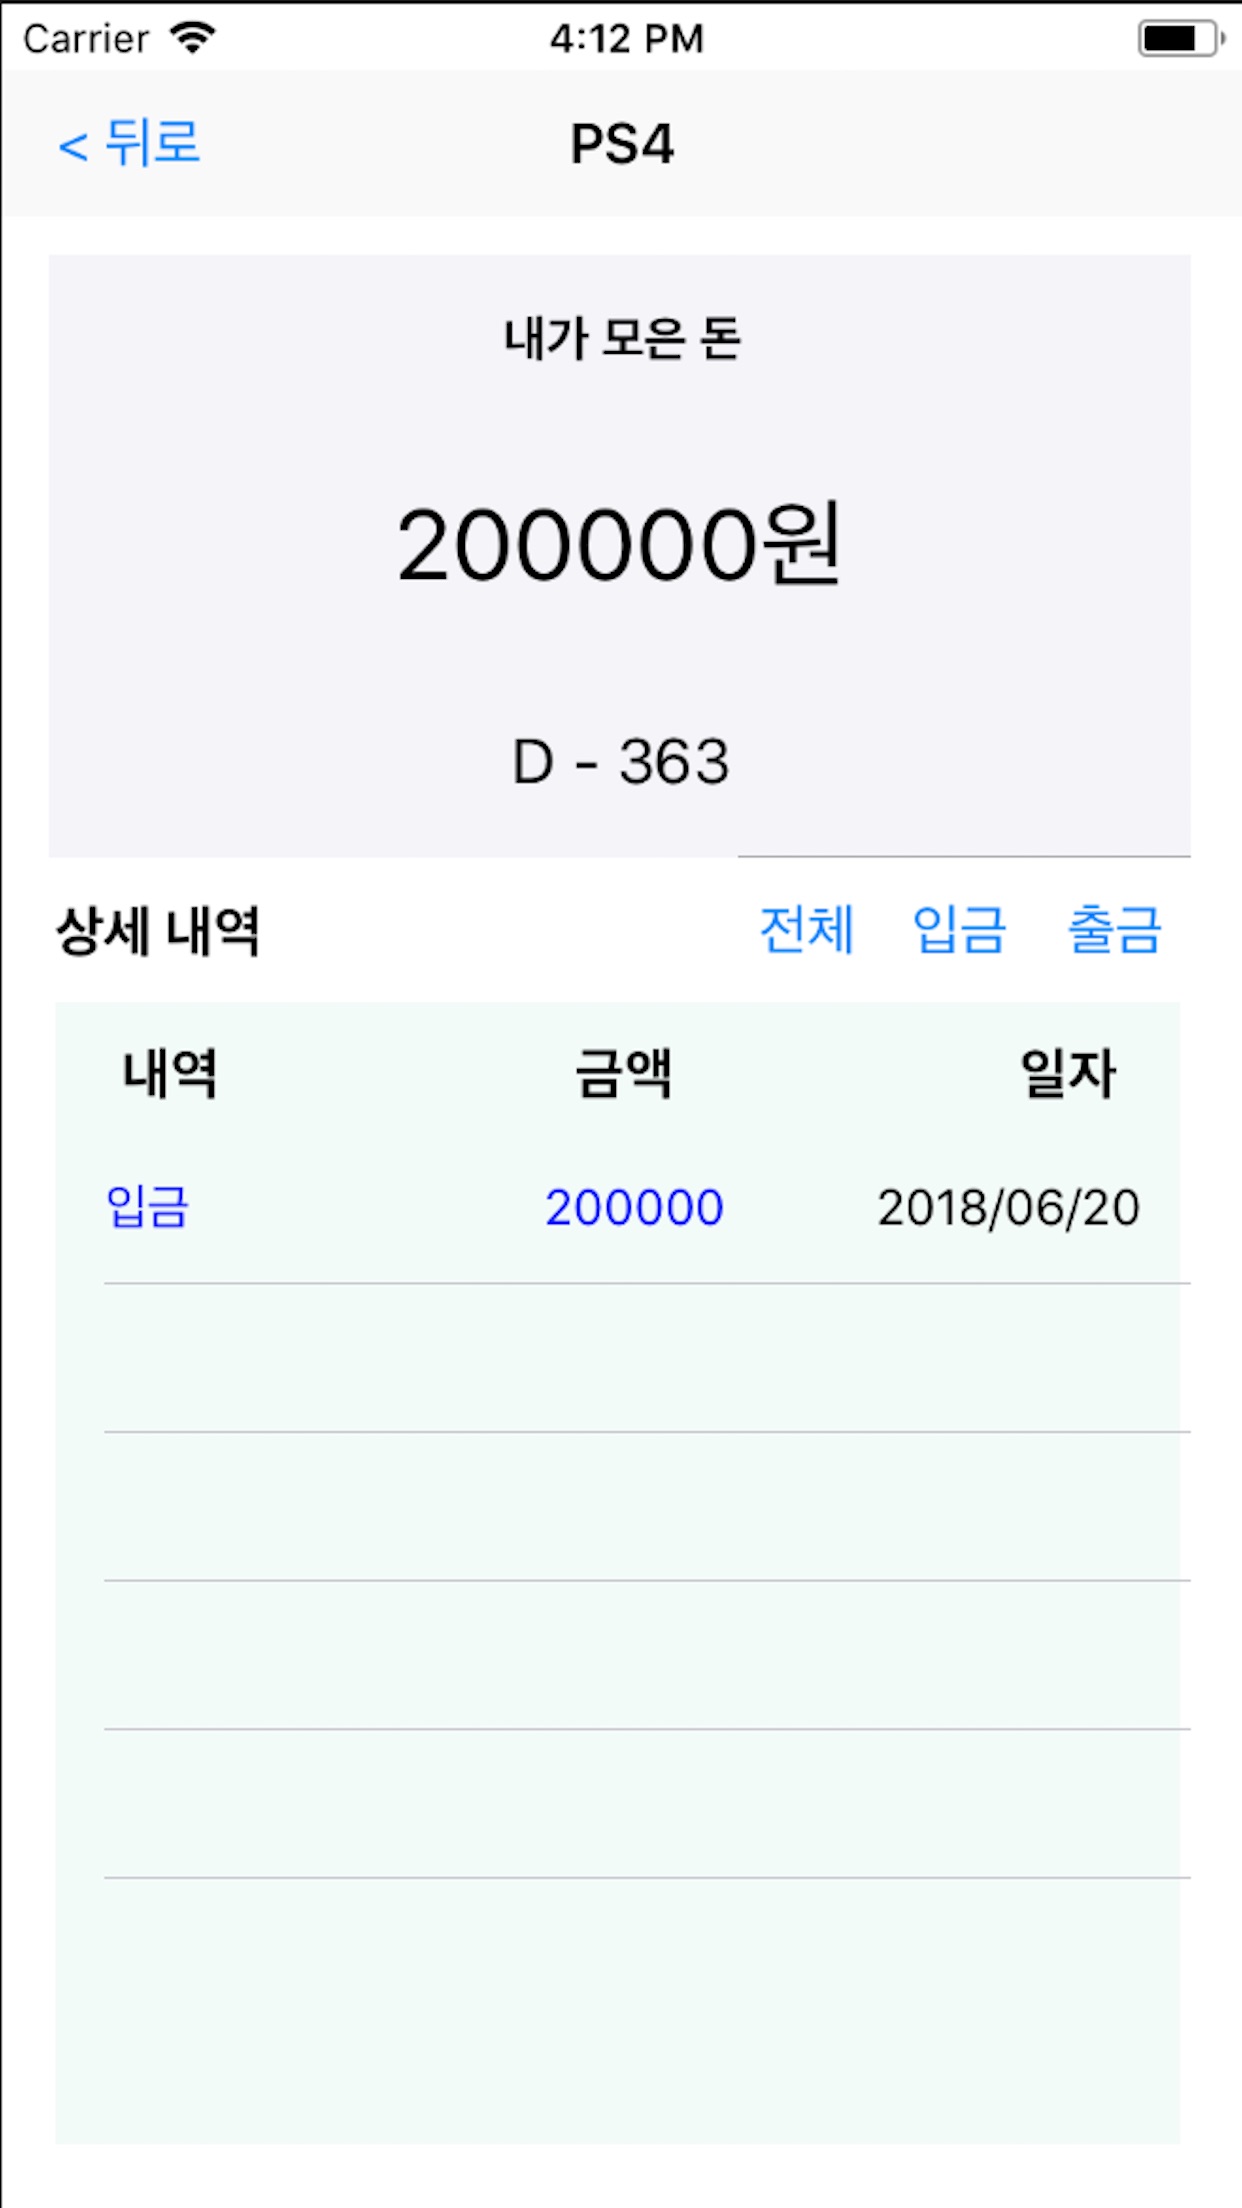 Carrier 4:12 PM
< 뒤로 PS4
내가 모은 돈
200000원
D - 363
상세 내역 전체 입금 출금
내역 금액 일자
입금 200000 2018/06/20